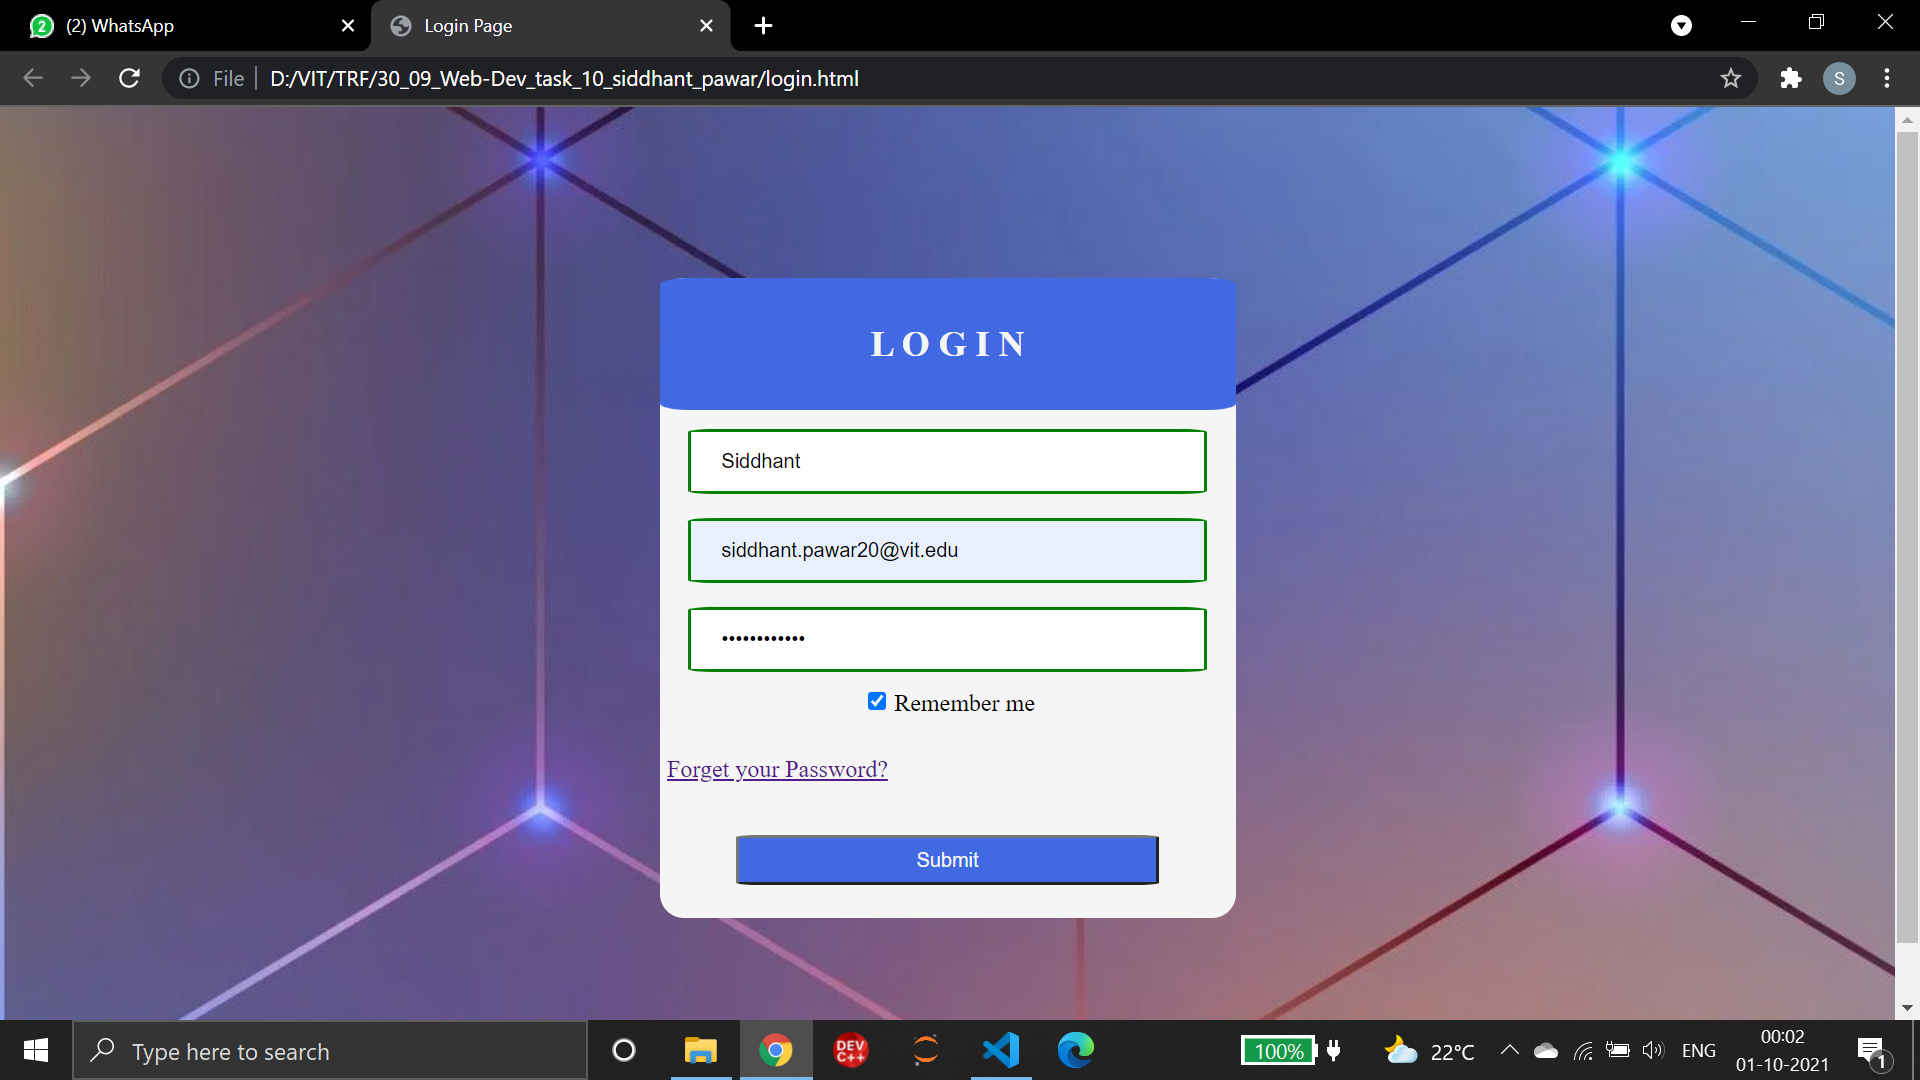 (2) WhatsApp
Login Page
File
D:/VIT/TRF/30_09_Web-Dev_task_10_siddhant_pawar/login.html
S
LOGIN
Siddhant
siddhant.pawar20@vit.edu
••••••••••••
Remember me
Forget your Password?
Submit
Type here to search
DEV
C++
100%
22°C
ENG
00:02
01-10-2021
1